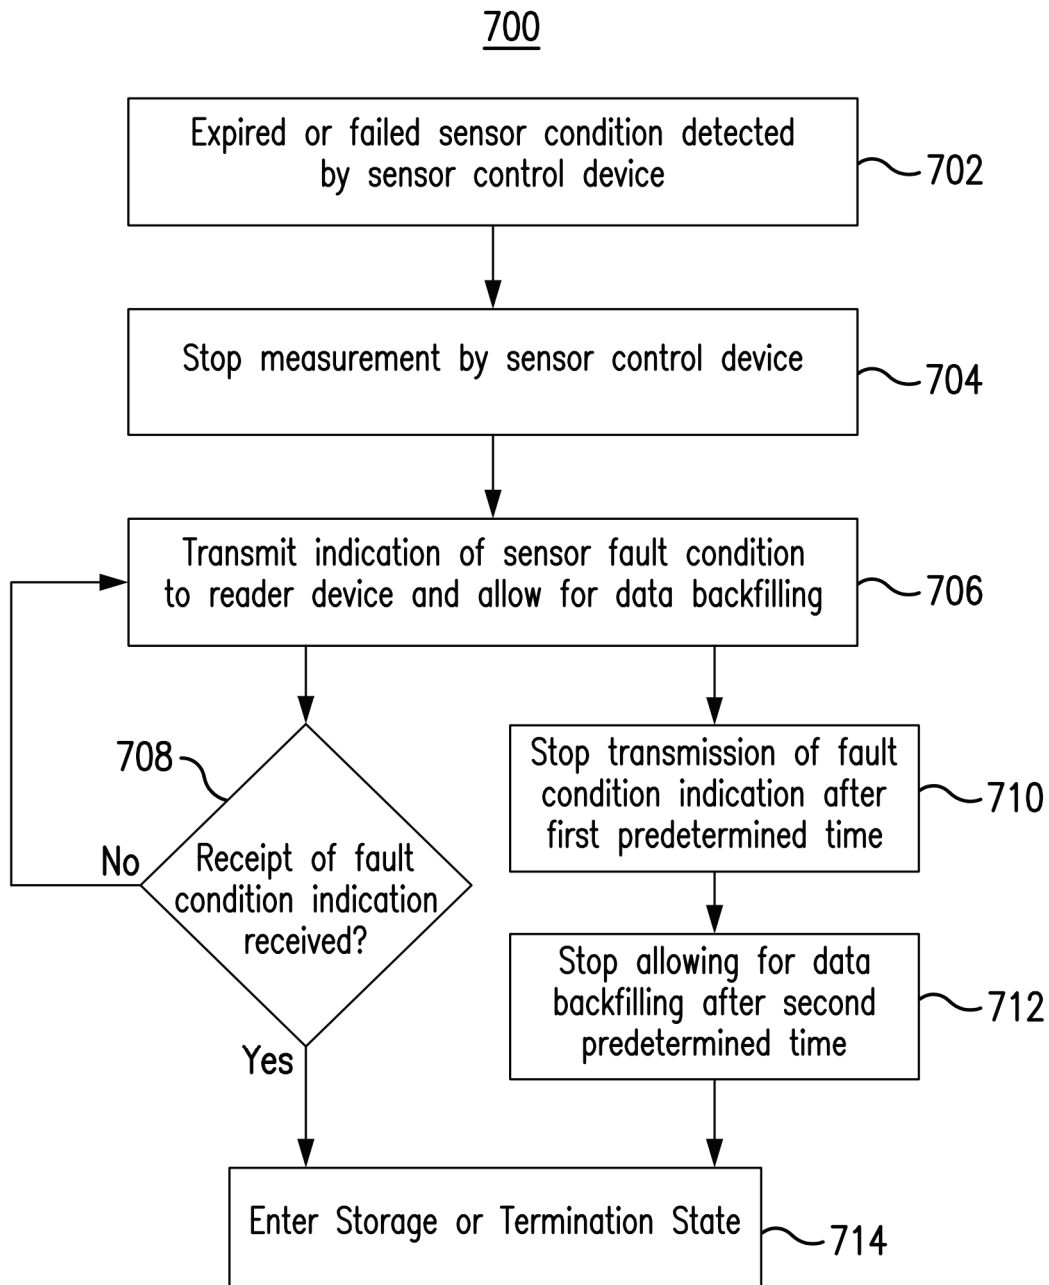 700
Expired or failed sensor condition detected
by sensor control device
702
Stop measurement by sensor control device
704
Transmit indication of sensor fault condition
to reader device and allow for data backfilling
706
708
No
Receipt of fault
condition indication
received?
Yes
Stop transmission of fault
condition indication after
first predetermined time
710
Stop allowing for data
backfilling after second
predetermined time
712
Enter Storage or Termination State
714